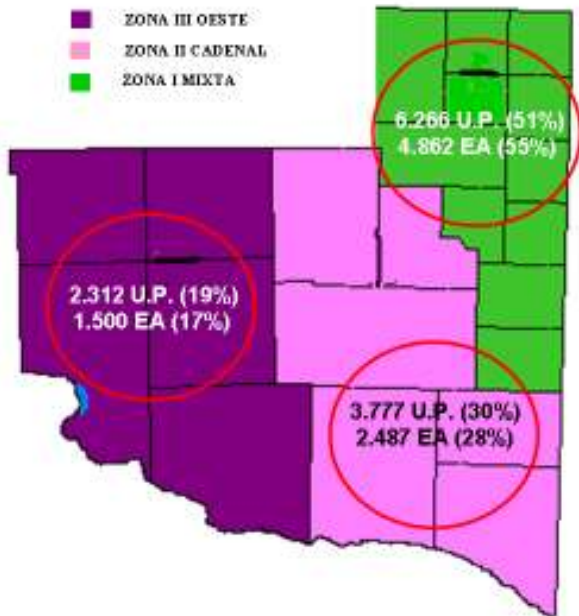 ZONA III OESTE
ZONA II CADENAL
ZONA I MIXTA
6.266 U.P. (51%)
4.862 EA (55%)
2.312 U.P. (19%)
1.500 EA (17%)
3.777 U.P. (30%)
2.487 EA (28%)